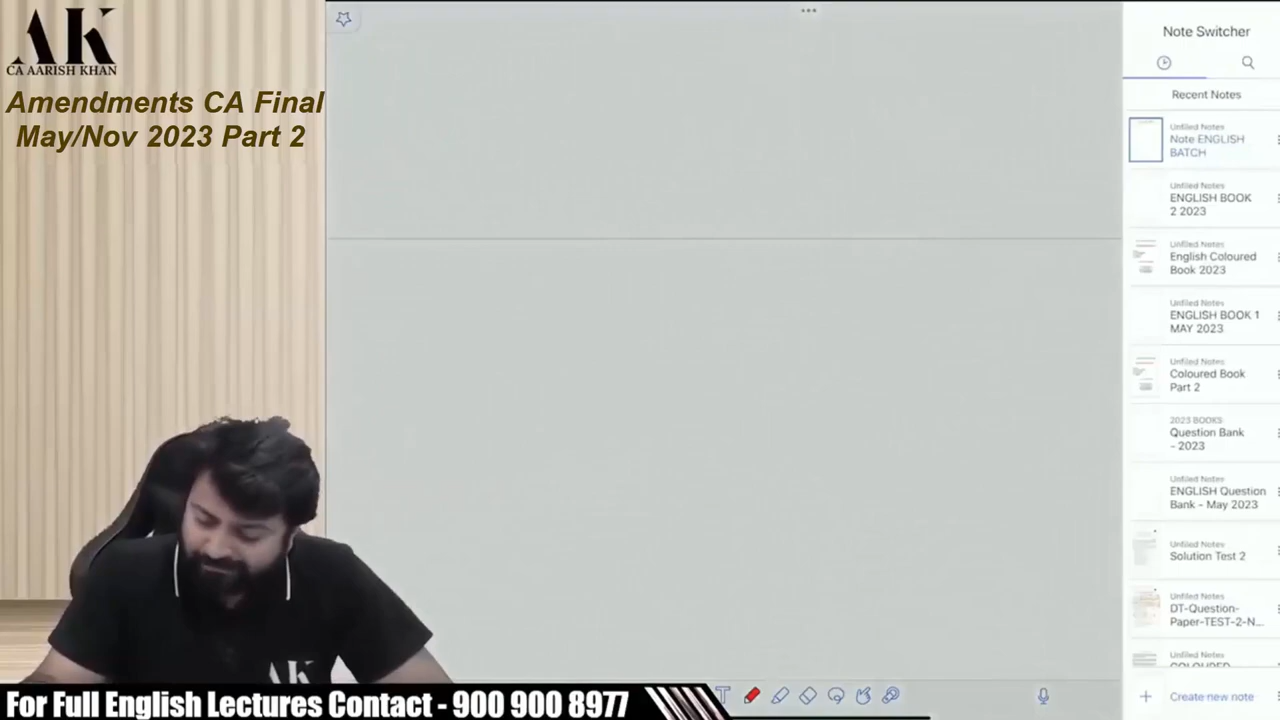 AK
CA AARISH KHAN
Amendments CA Final
May/Nov 2023 Part 2
Note Switcher
Recent Notes
Unfiled Notes
Note ENGLISH
BATCH
Unfiled Notes
ENGLISH BOOK
2 2023
Unfiled Notes
English Coloured
Book 2023
Unfiled Notes
ENGLISH BOOK 1
MAY 2023
Unfiled Notes
Coloured Book
Part 2
2023 BOOKS
Question Bank
- 2023
Unfiled Notes
ENGLISH Question
Bank - May 2023
Unfiled Notes
Solution Test 2
Unfiled Notes
DT-Question-
Paper-TEST-2-N...
Unfiled Notes
COLOURED
Create new note
AK
For Full English Lectures Contact - 900 900 8977